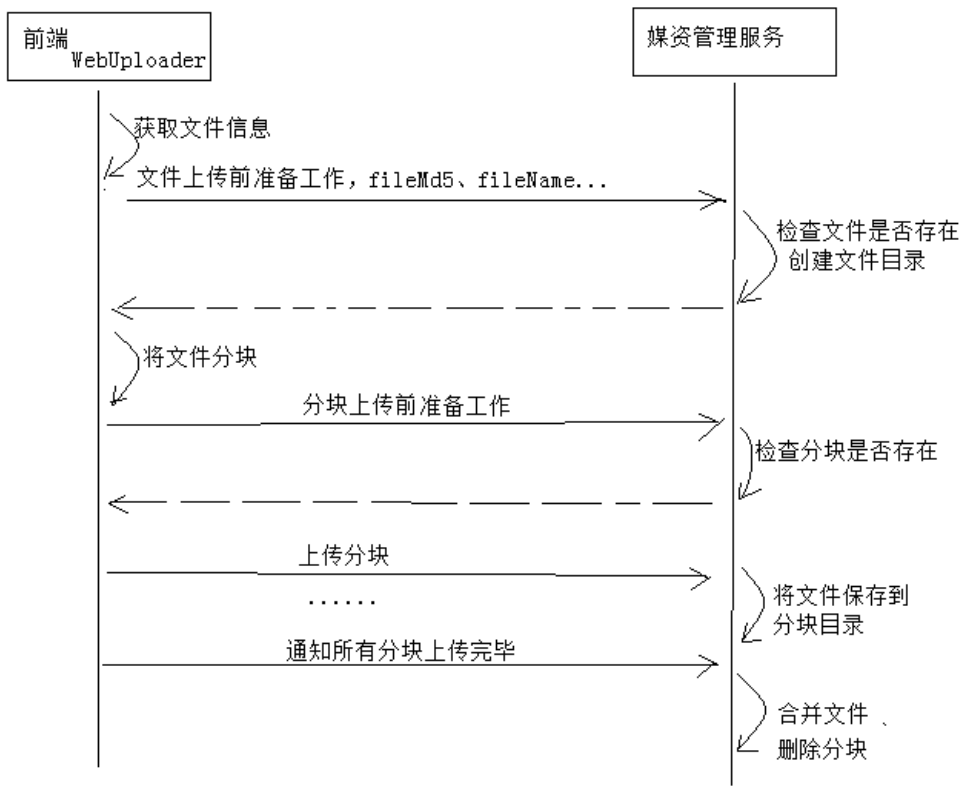 前端
WebUploader
媒资管理服务
获取文件信息
文件上传前准备工作，fileMd5、fileName...
检查文件是否存在
创建文件目录
将文件分块
分块上传前准备工作
检查分块是否存在
上传分块
......
将文件保存到
分块目录
通知所有分块上传完毕
合并文件 、
删除分块